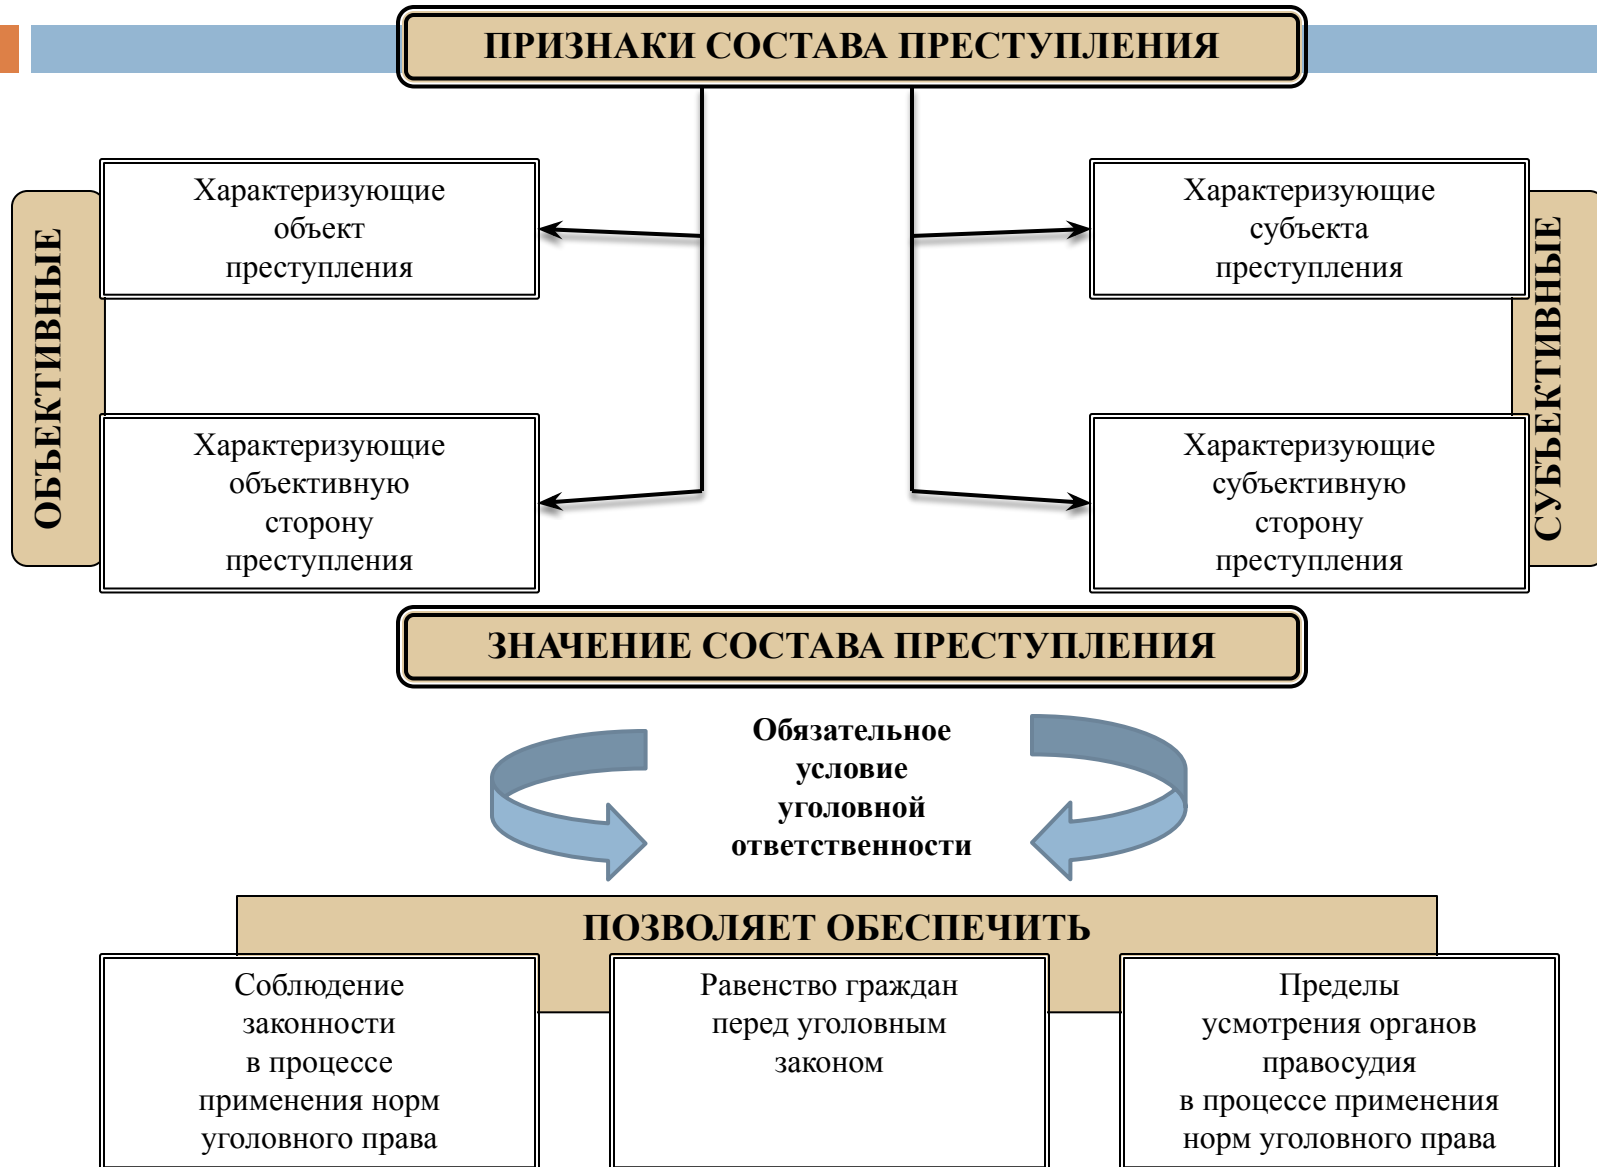 ПРИЗНАКИ СОСТАВА ПРЕСТУПЛЕНИЯ
ОБЪЕКТИВНЫЕ
Характеризующие
объект
преступления
Характеризующие
объективную
сторону
преступления
Характеризующие
субъекта
преступления
Характеризующие
субъективную
сторону
преступления
СУБЪЕКТИВНЫЕ
ЗНАЧЕНИЕ СОСТАВА ПРЕСТУПЛЕНИЯ
Обязательное
условие
уголовной
ответственности
ПОЗВОЛЯЕТ ОБЕСПЕЧИТЬ
Соблюдение
законности
в процессе
применения норм
уголовного права
Равенство граждан
перед уголовным
законом
Пределы
усмотрения органов
правосудия
в процессе применения
норм уголовного права